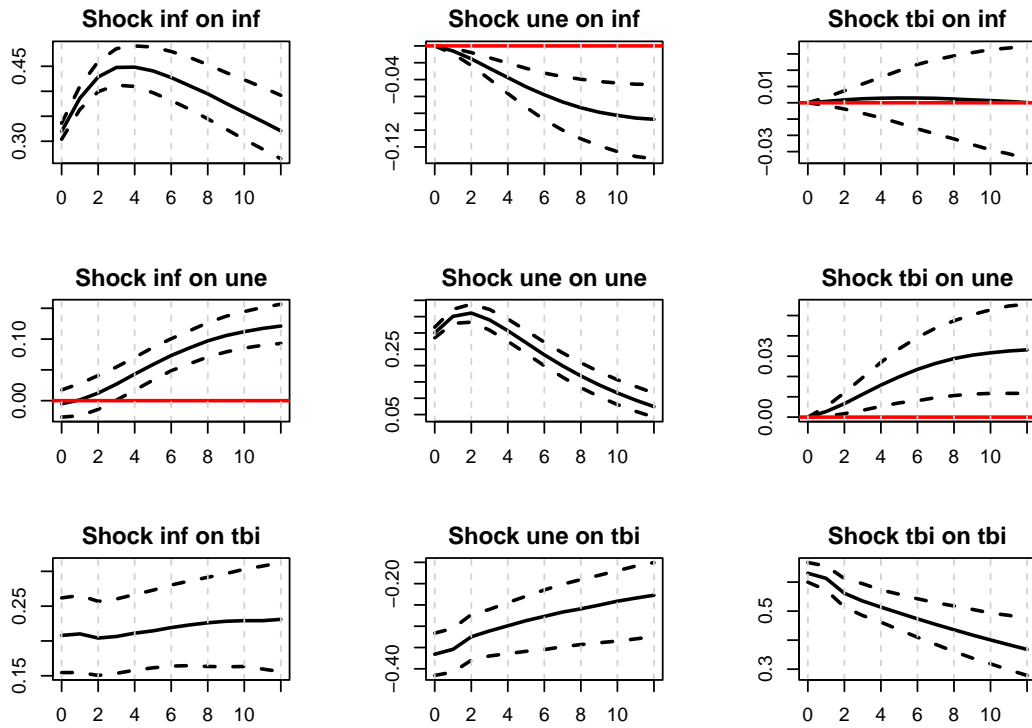 Shock inf on inf
0.30 0.45
0 2 4 6 8 10
Shock une on inf
−0.12 −0.04
0 2 4 6 8 10
Shock tbi on inf
−0.03 0.01
0 2 4 6 8 10
Shock inf on une
0.00 0.10
0 2 4 6 8 10
Shock une on une
0.05 0.25
0 2 4 6 8 10
Shock tbi on une
0.00 0.03
0 2 4 6 8 10
Shock inf on tbi
0.15 0.25
0 2 4 6 8 10
Shock une on tbi
−0.40 −0.20
0 2 4 6 8 10
Shock tbi on tbi
0.3 0.5
0 2 4 6 8 10